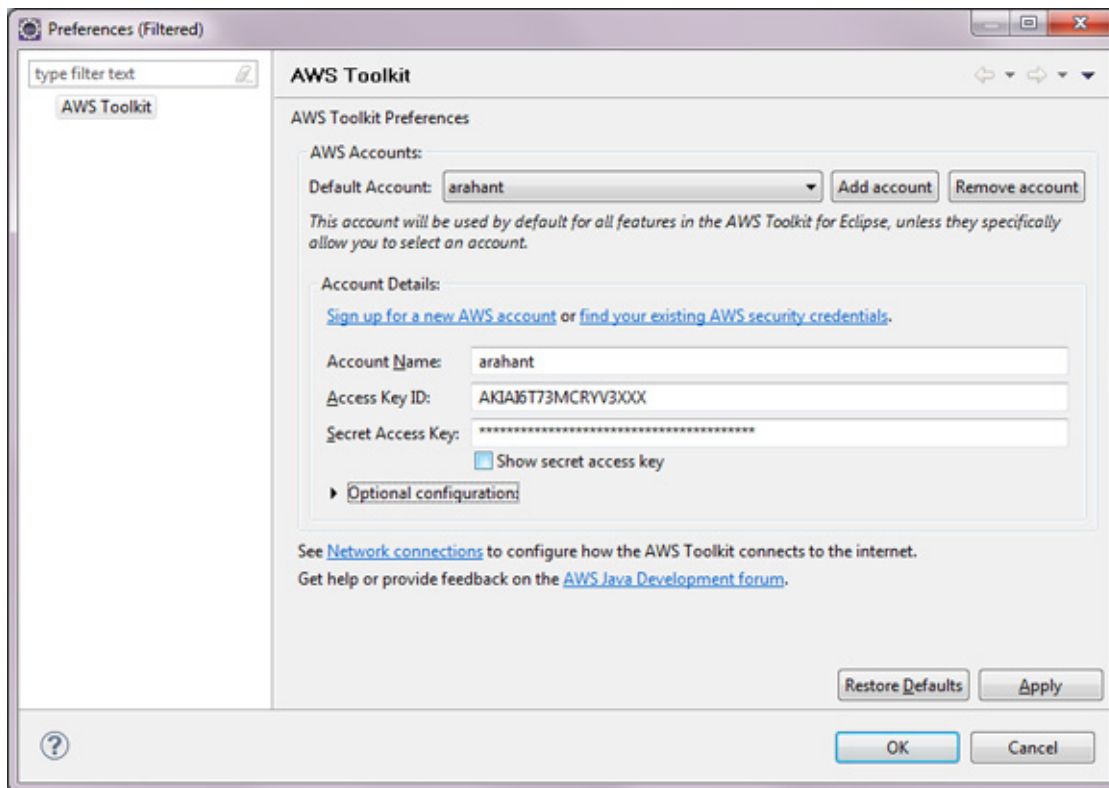 Preferences (Filtered)
type filter text
AWS Toolkit
AWS Toolkit
AWS Toolkit Preferences
AWS Accounts:
Default Account: arahant Add account Remove account
This account will be used by default for all features in the AWS Toolkit for Eclipse, unless they specifically
allow you to select an account.
Account Details:
Sign up for a new AWS account or find your existing AWS security credentials.
Account Name: arahant
Access Key ID: AKIAI6T73MCRYV3XXX
Secret Access Key: ****************************************
Show secret access key
Optional configuration:
See Network connections to configure how the AWS Toolkit connects to the internet.
Get help or provide feedback on the AWS Java Development forum.
Restore Defaults Apply
? OK Cancel